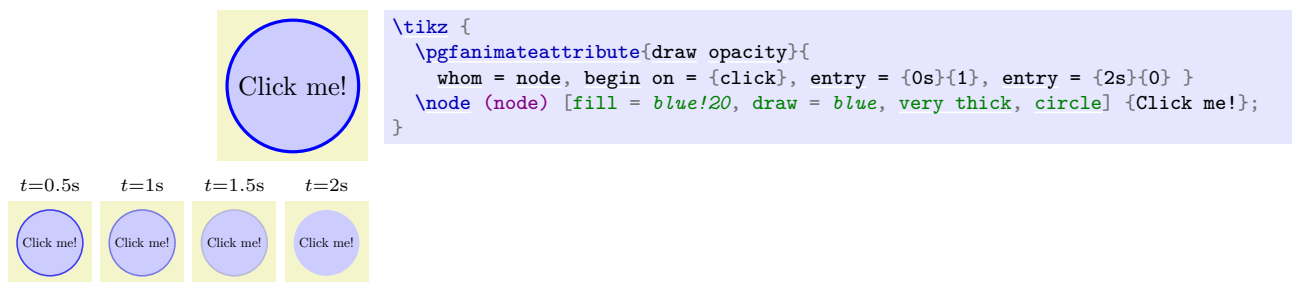 Click me!
\tikz {
  \pgfanimateattribute{draw opacity}{
    whom = node, begin on = {click}, entry = {0s}{1}, entry = {2s}{0} }
  \node (node) [fill = blue!20, draw = blue, very thick, circle] {Click me!};
}
t=0.5s t=1s t=1.5s t=2s
Click me! Click me! Click me! Click me!